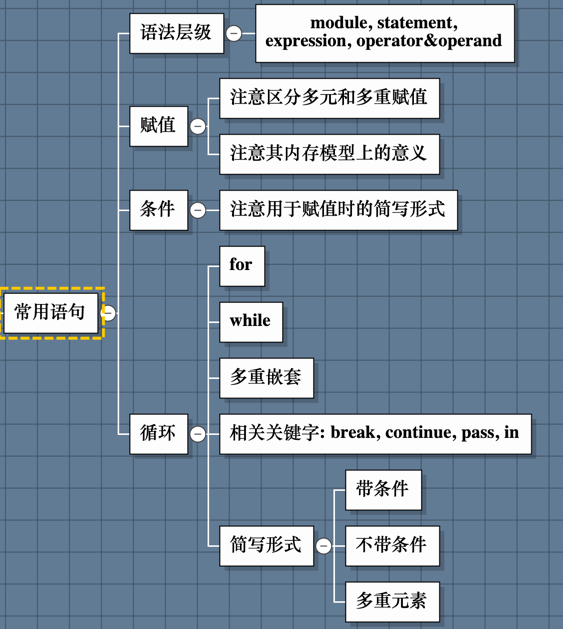 语法层级
module, statement,
expression, operator&operand
赋值
注意区分多元和多重赋值
注意其内存模型上的意义
条件
注意用于赋值时的简写形式
常用语句
for
while
多重嵌套
循环
相关关键字: break, continue, pass, in
简写形式
带条件
不带条件
多重元素